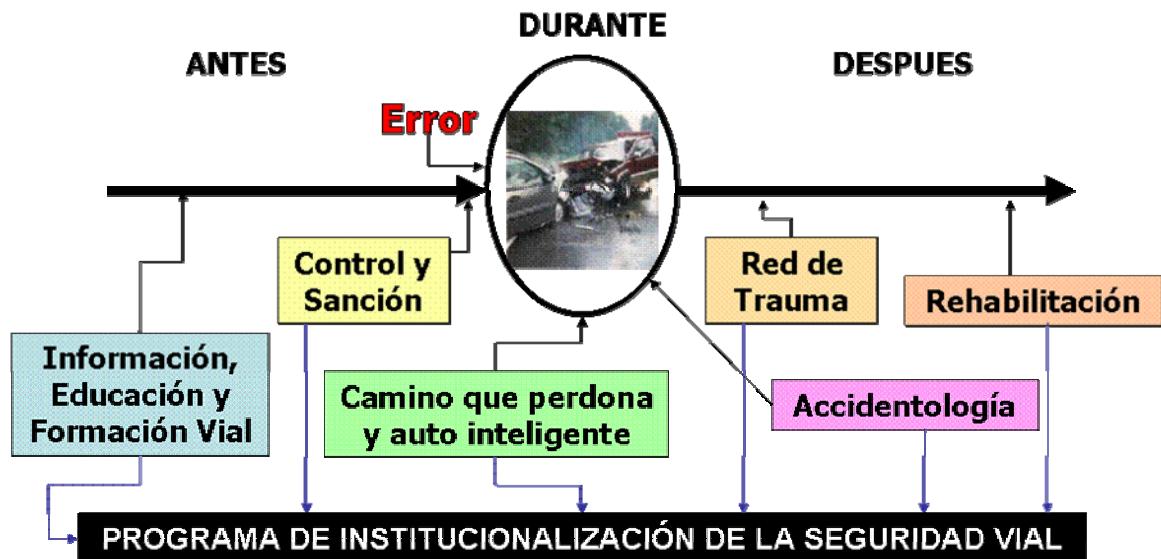 DURANTE
ANTES
DESPUES
Error
Control y
Sanción
Red de
Trauma
Rehabilitación
Información,
Educación y
Formación Vial
Camino que perdona
y auto inteligente
Accidentología
PROGRAMA DE INSTITUCIONALIZACIÓN DE LA SEGURIDAD VIAL